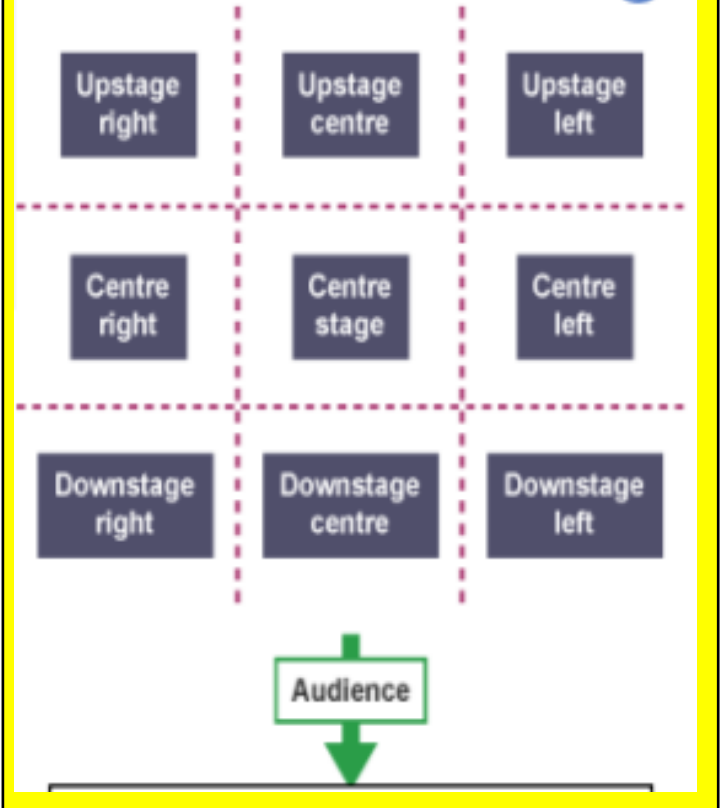 Upstage
right
Upstage
centre
Upstage
left
Centre
right
Centre
stage
Centre
left
Downstage
right
Downstage
centre
Downstage
left
Audience